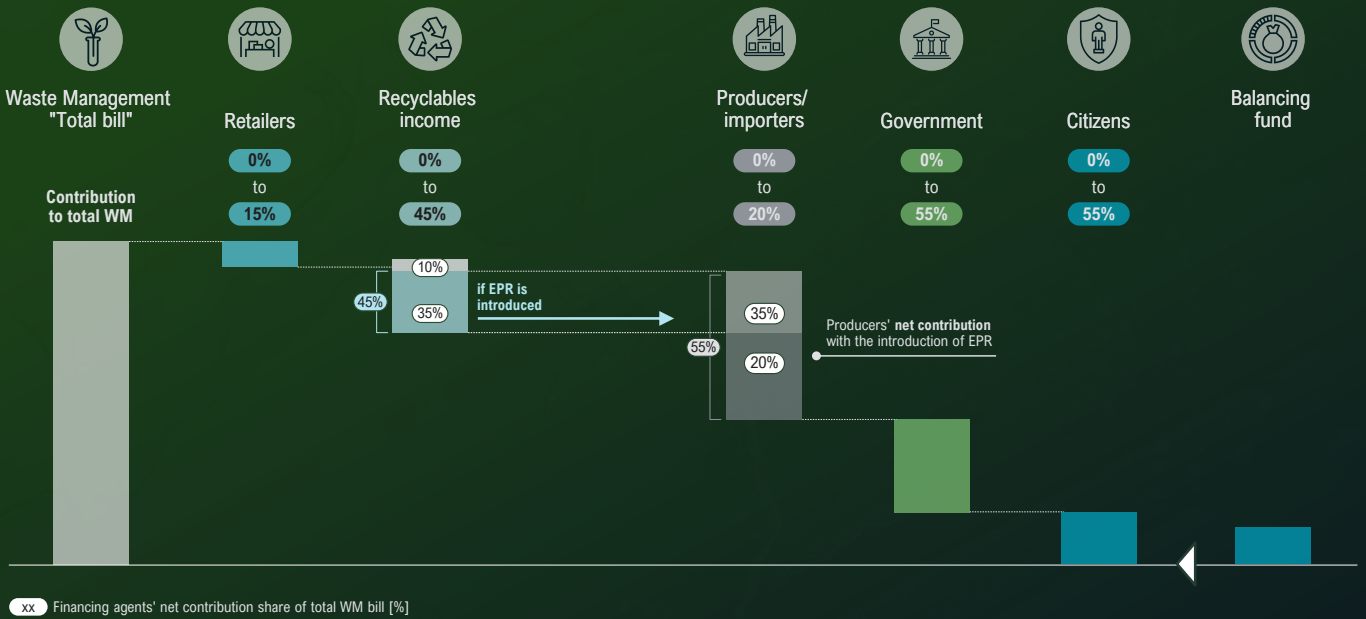 Waste Management
"Total bill"
Retailers
Recyclables
income
Producers/
importers
Government
Citizens
Balancing
fund
0%
to
15%
0%
to
45%
0%
to
20%
0%
to
55%
0%
to
55%
Contribution
to total WM
10%
45%
35%
if EPR is
introduced
35%
55%
20%
Producers' net contribution
with the introduction of EPR
xx Financing agents' net contribution share of total WM bill [%]